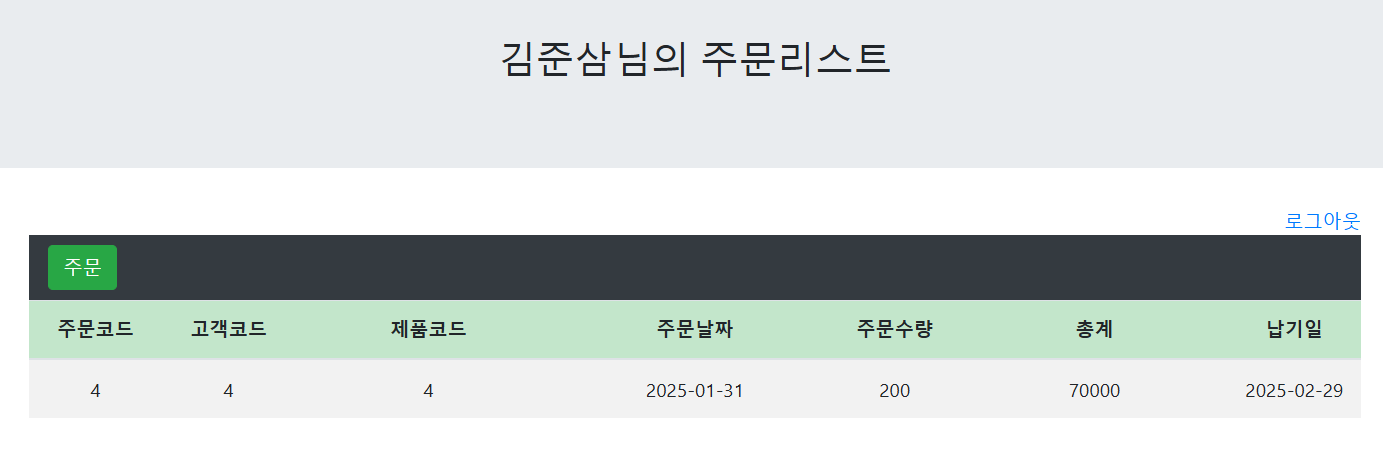 김준삼님의 주문리스트
로그아웃
주문
주문코드 고객코드 제품코드 주문날짜 주문수량 총계 납기일
4 4 4 2025-01-31 200 70000 2025-02-29